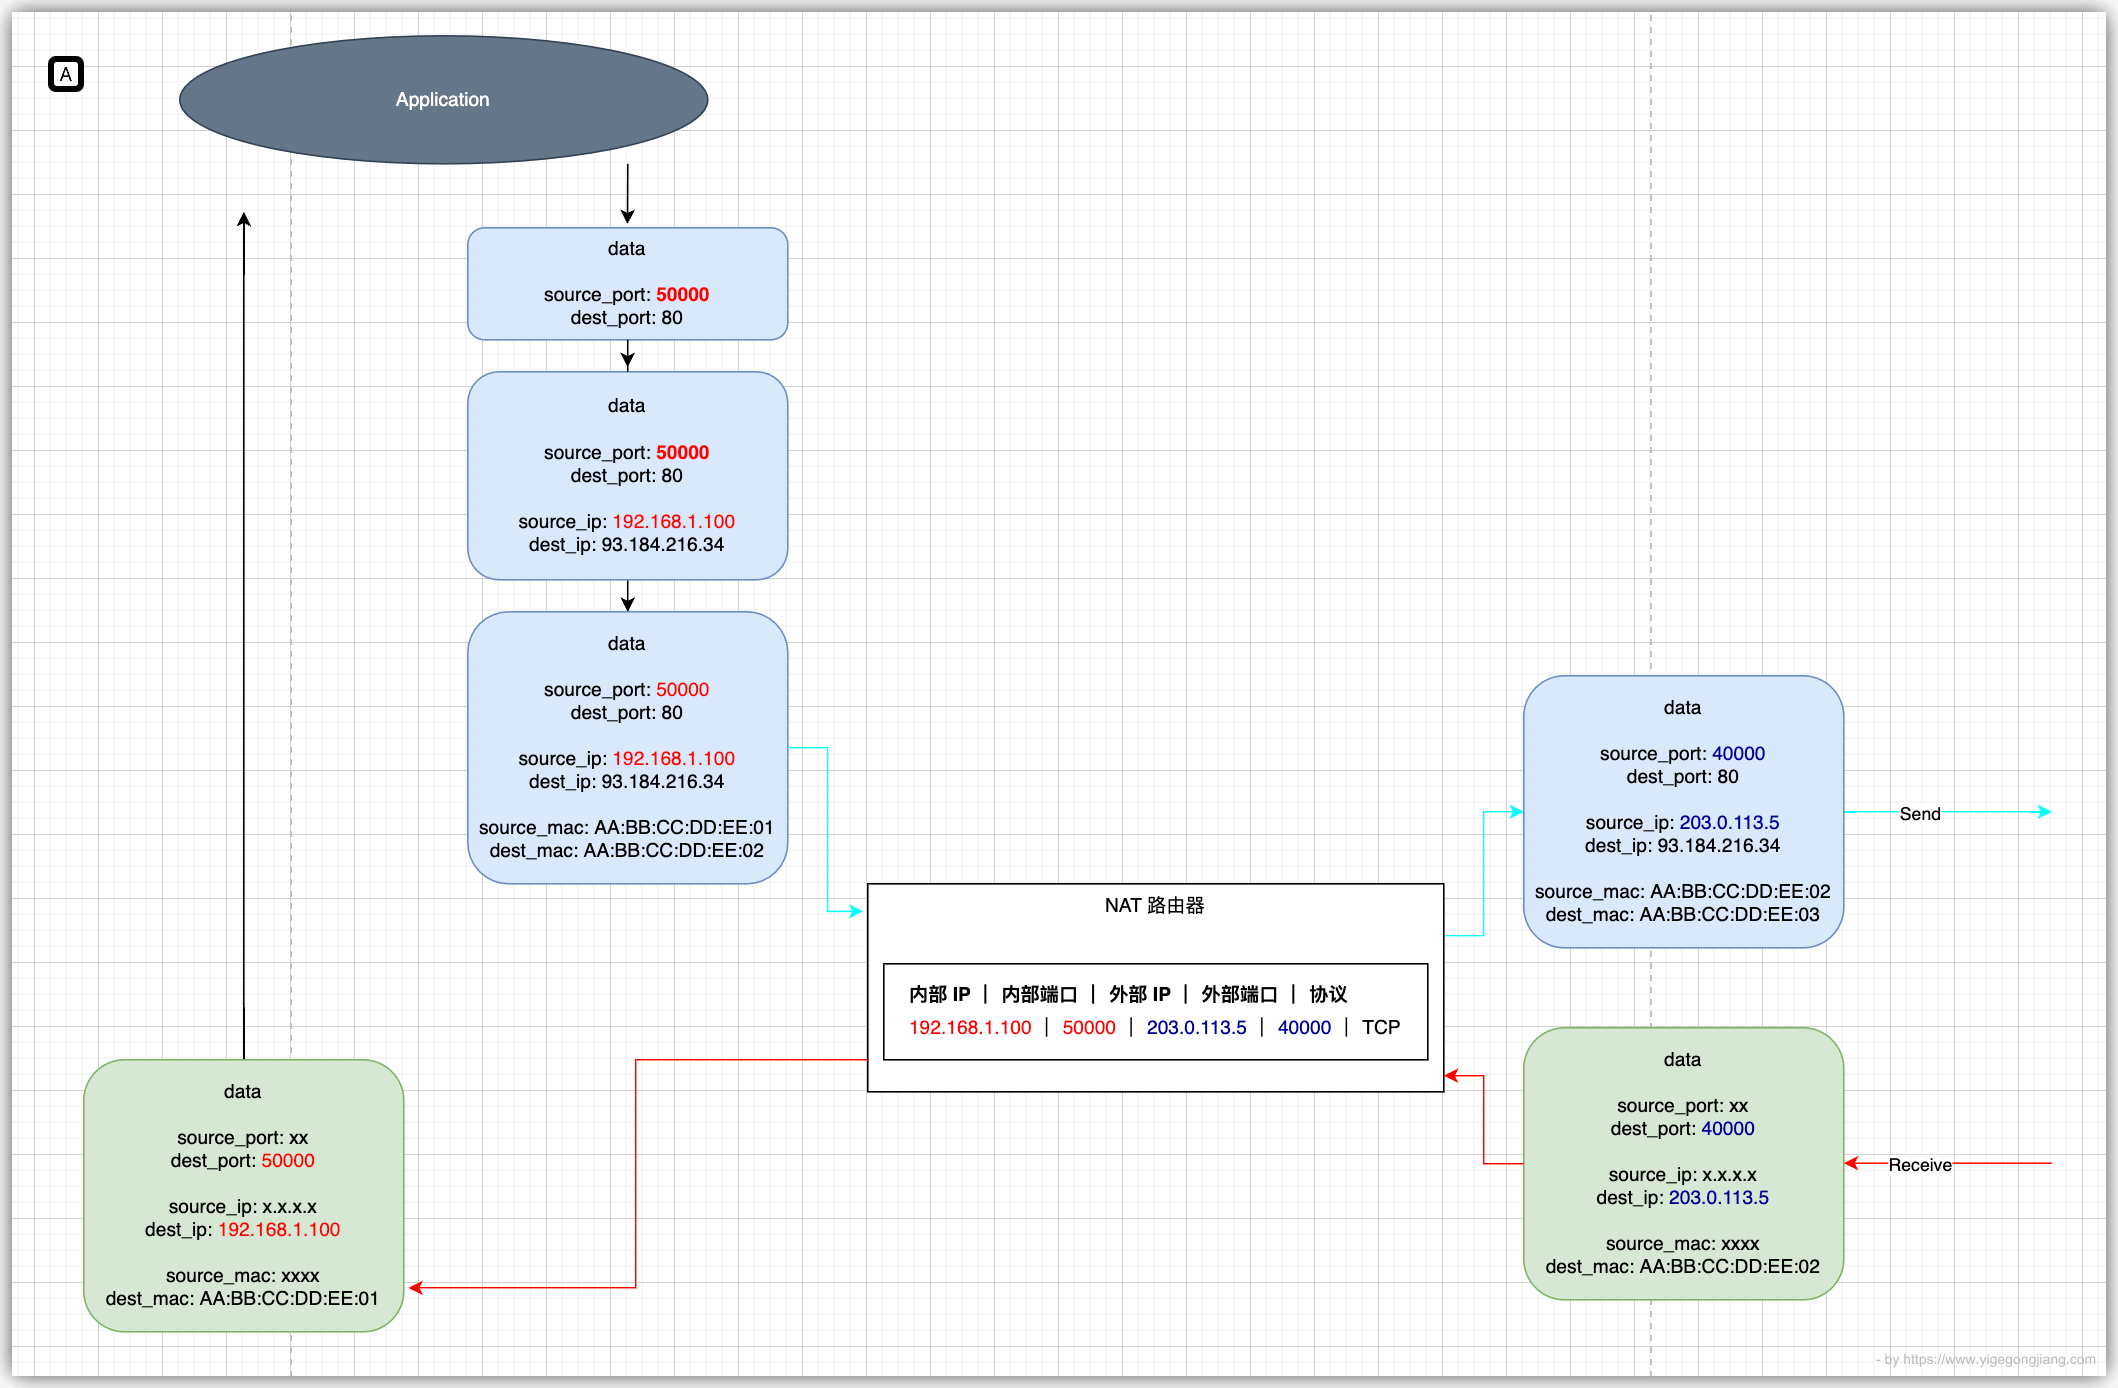 A
Application
data
source_port: 50000
dest_port: 80
data
source_port: 50000
dest_port: 80
source_ip: 192.168.1.100
dest_ip: 93.184.216.34
data
source_port: 50000
dest_port: 80
source_ip: 192.168.1.100
dest_ip: 93.184.216.34
source_mac: AA:BB:CC:DD:EE:01
dest_mac: AA:BB:CC:DD:EE:02
NAT 路由器
内部 IP | 内部端口 | 外部 IP | 外部端口 | 协议
192.168.1.100 | 50000 | 203.0.113.5 | 40000 | TCP
data
source_port: 40000
dest_port: 80
source_ip: 203.0.113.5
dest_ip: 93.184.216.34
source_mac: AA:BB:CC:DD:EE:02
dest_mac: AA:BB:CC:DD:EE:03
Send
data
source_port: xx
dest_port: 40000
source_ip: x.x.x.x
dest_ip: 203.0.113.5
source_mac: xxxx
dest_mac: AA:BB:CC:DD:EE:02
Receive
data
source_port: xx
dest_port: 50000
source_ip: x.x.x.x
dest_ip: 192.168.1.100
source_mac: xxxx
dest_mac: AA:BB:CC:DD:EE:01
- by https://www.yigegongjiang.com